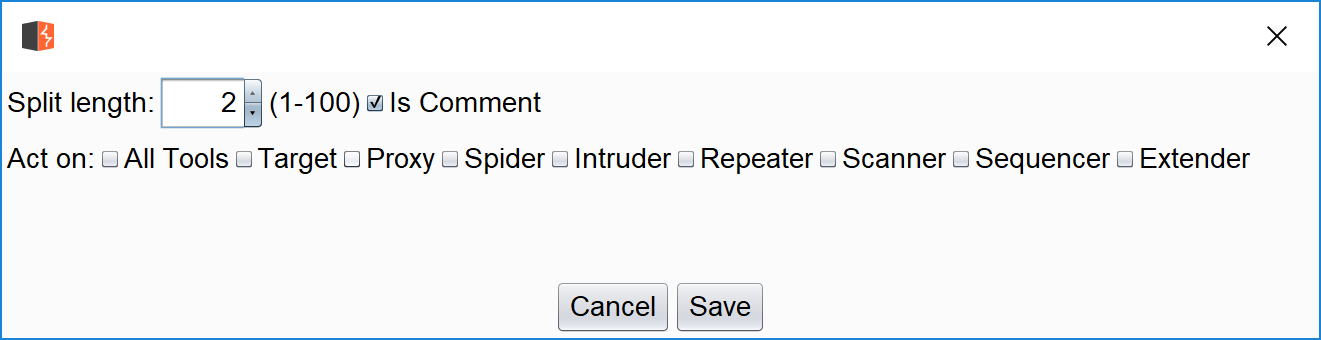 Split length: 2 (1-100) Is Comment
Act on: All Tools Target Proxy Spider Intruder Repeater Scanner Sequencer Extender
Cancel Save